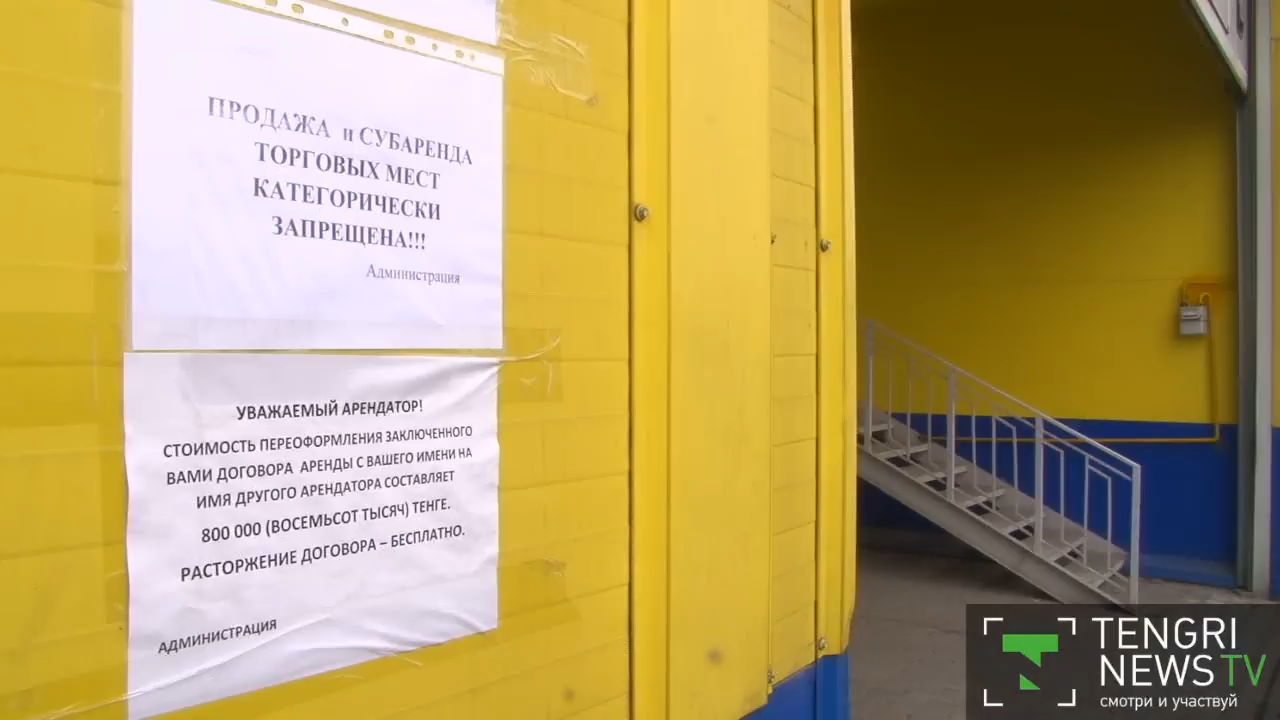 ПРОДАЖА и СУБАРЕНДА
ТОРГОВЫХ МЕСТ
КАТЕГОРИЧЕСКИ
ЗАПРЕЩЕНА!!!
Администрация
УВАЖАЕМЫЙ АРЕНДАТОР!
СТОИМОСТЬ ПЕРЕОФОРМЛЕНИЯ ЗАКЛЮЧЕННОГО
ВАМИ ДОГОВОРА АРЕНДЫ С ВАШЕГО ИМЕНИ НА
ИМЯ ДРУГОГО АРЕНДАТОРА СОСТАВЛЯЕТ
800 000 (ВОСЕМЬСОТ ТЫСЯЧ) ТЕНГЕ.
РАСТОРЖЕНИЕ ДОГОВОРА – БЕСПЛАТНО.
АДМИНИСТРАЦИЯ
TENGRI
NEWS TV
смотри и участвуй